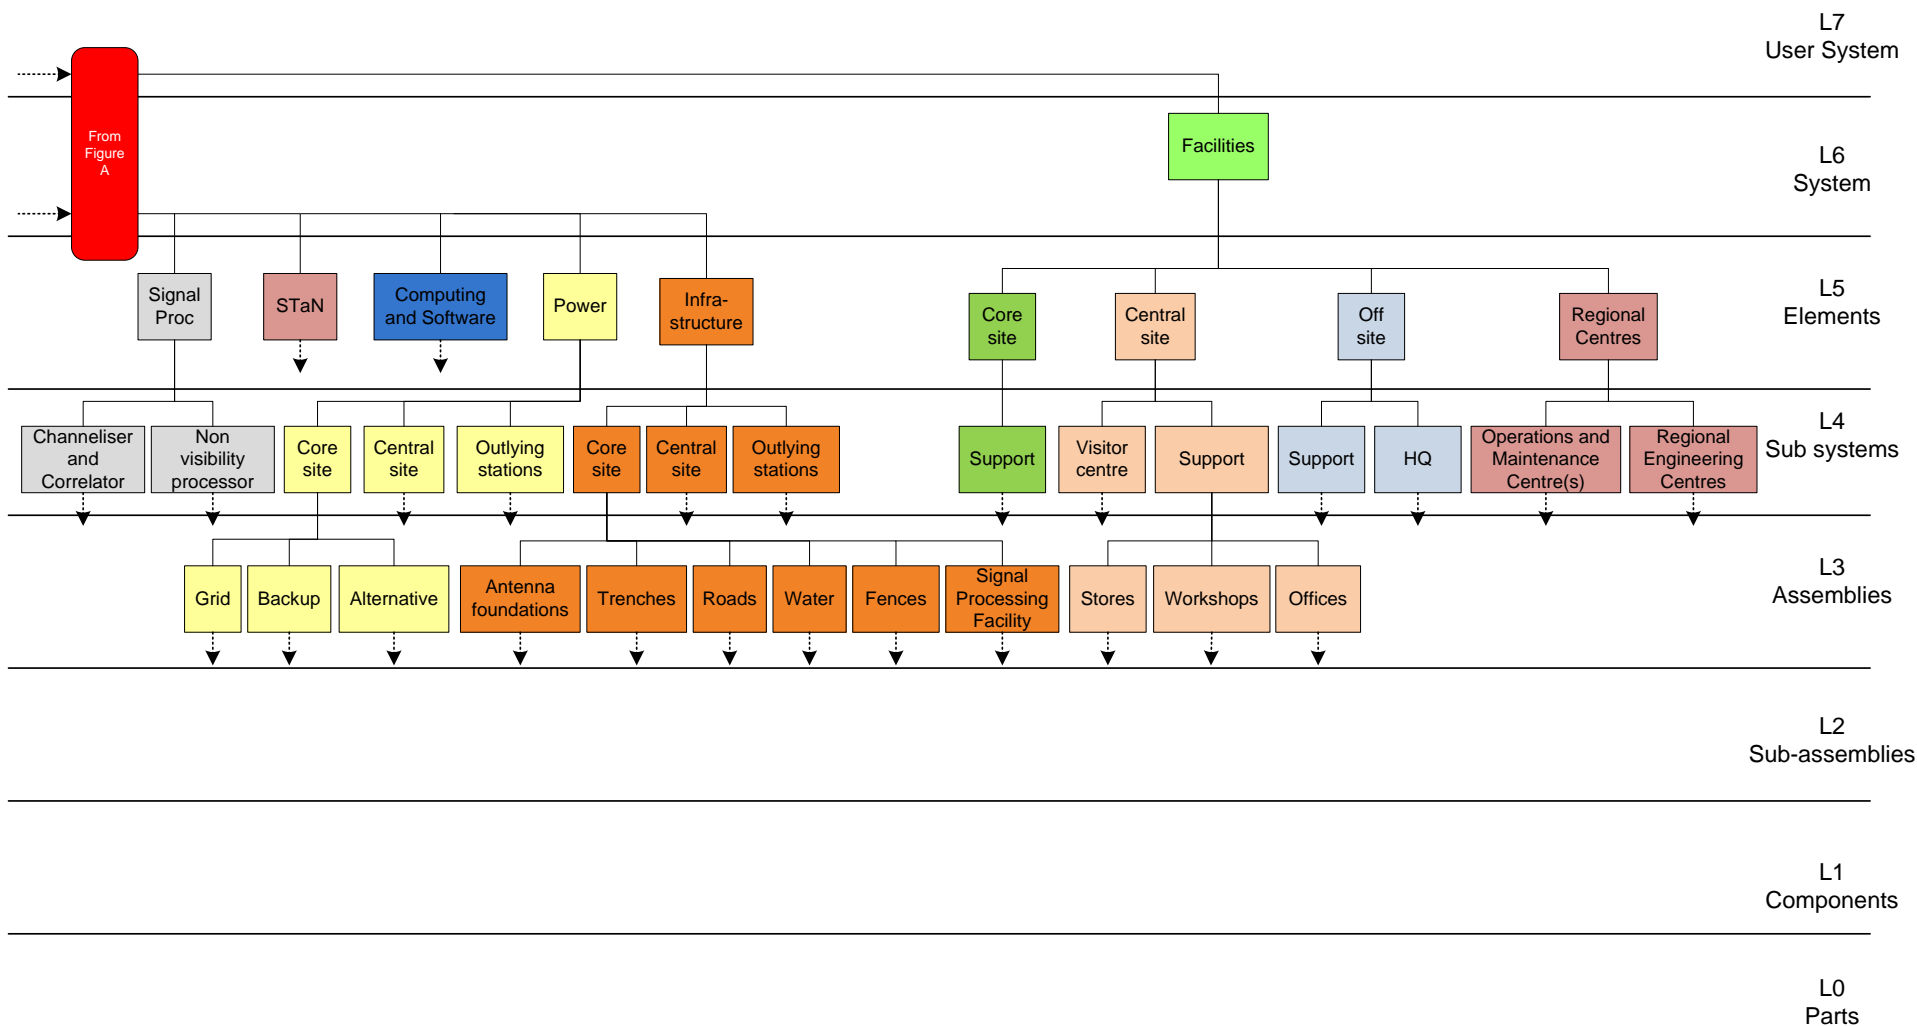 L7
User System
From
Figure
A
Facilities
L6
System
Signal
Proc
STaN
Computing
and Software
Power
Infra-
structure
Core
site
Central
site
Off
site
Regional
Centres
L5
Elements
Channeliser
and
Correlator
Non
visibility
processor
Core
site
Central
site
Outlying
stations
Core
site
Central
site
Outlying
stations
Support
Visitor
centre
Support
Support
HQ
Operations and
Maintenance
Centre(s)
Regional
Engineering
Centres
L4
Sub systems
Grid
Backup
Alternative
Antenna
foundations
Trenches
Roads
Water
Fences
Signal
Processing
Facility
Stores
Workshops
Offices
L3
Assemblies
L2
Sub-assemblies
L1
Components
L0
Parts